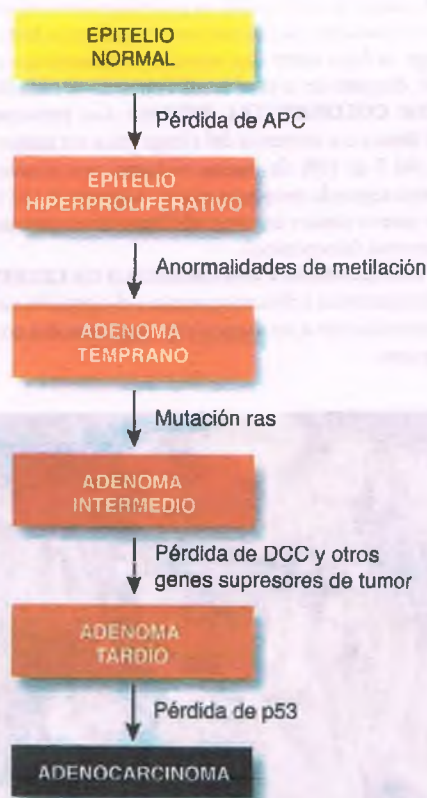 EPITELIO
NORMAL
Pérdida de APC
EPITELIO
HIPERPROLIFERATIVO
Anormalidades de metilación
ADENOMA
TEMPRANO
Mutación ras
ADENOMA
INTERMEDIO
Pérdida de DCC y otros
genes supresores de tumor
ADENOMA
TARDÍO
Pérdida de p53
ADENOCARCINOMA